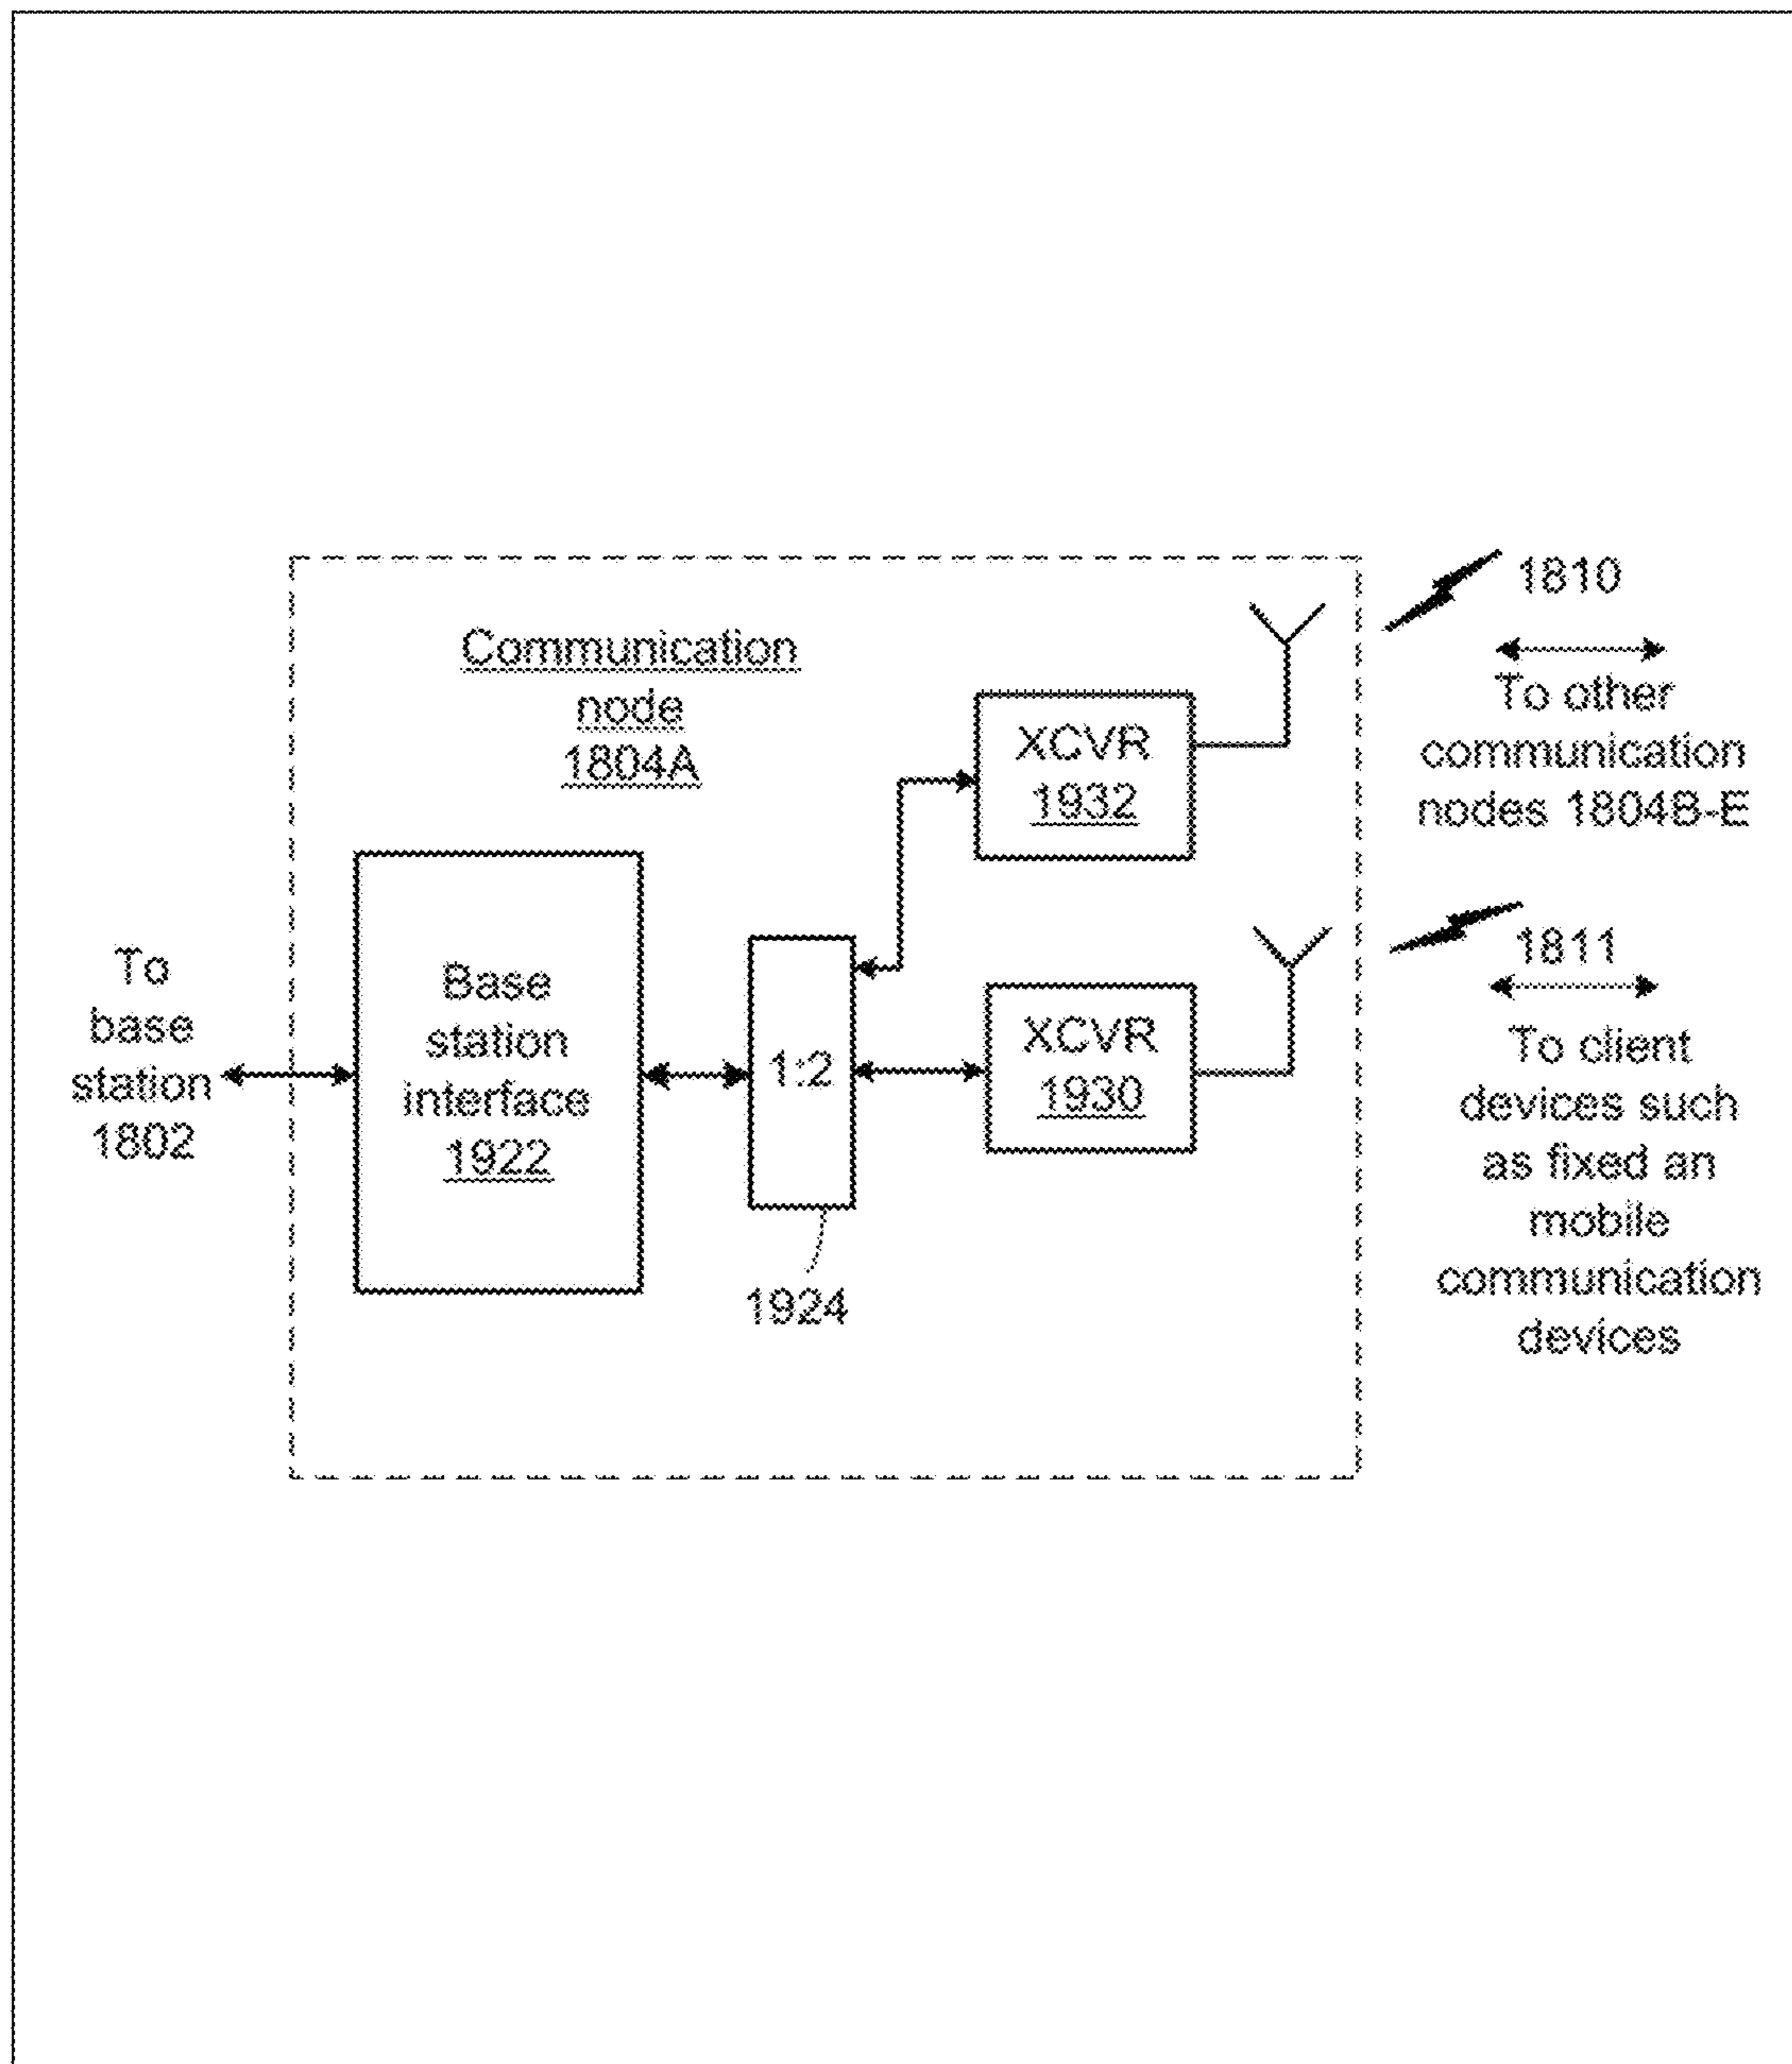 Communication
node
1804A
To
base
station
1802
Base
station
interface
1922
1:2
1924
XCVR
1932
XCVR
1930
1810
To other
communication
nodes 1804B-E
1811
To client
devices such
as fixed an
mobile
communication
devices